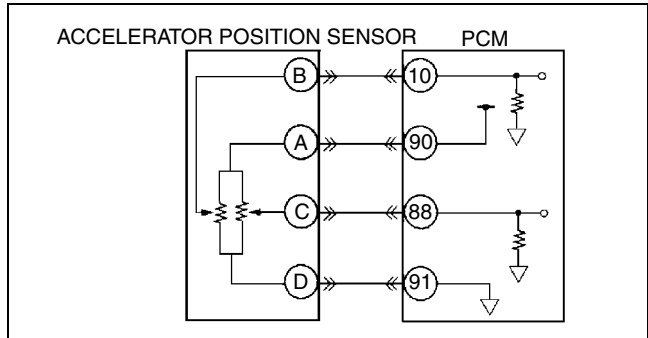 ACCELERATOR POSITION SENSOR PCM
B 10
A 90
C 88
D 91